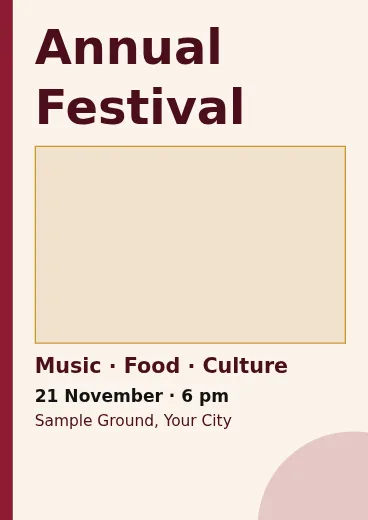 Annual
Festival
Music · Food · Culture
21 November · 6 pm
Sample Ground, Your City